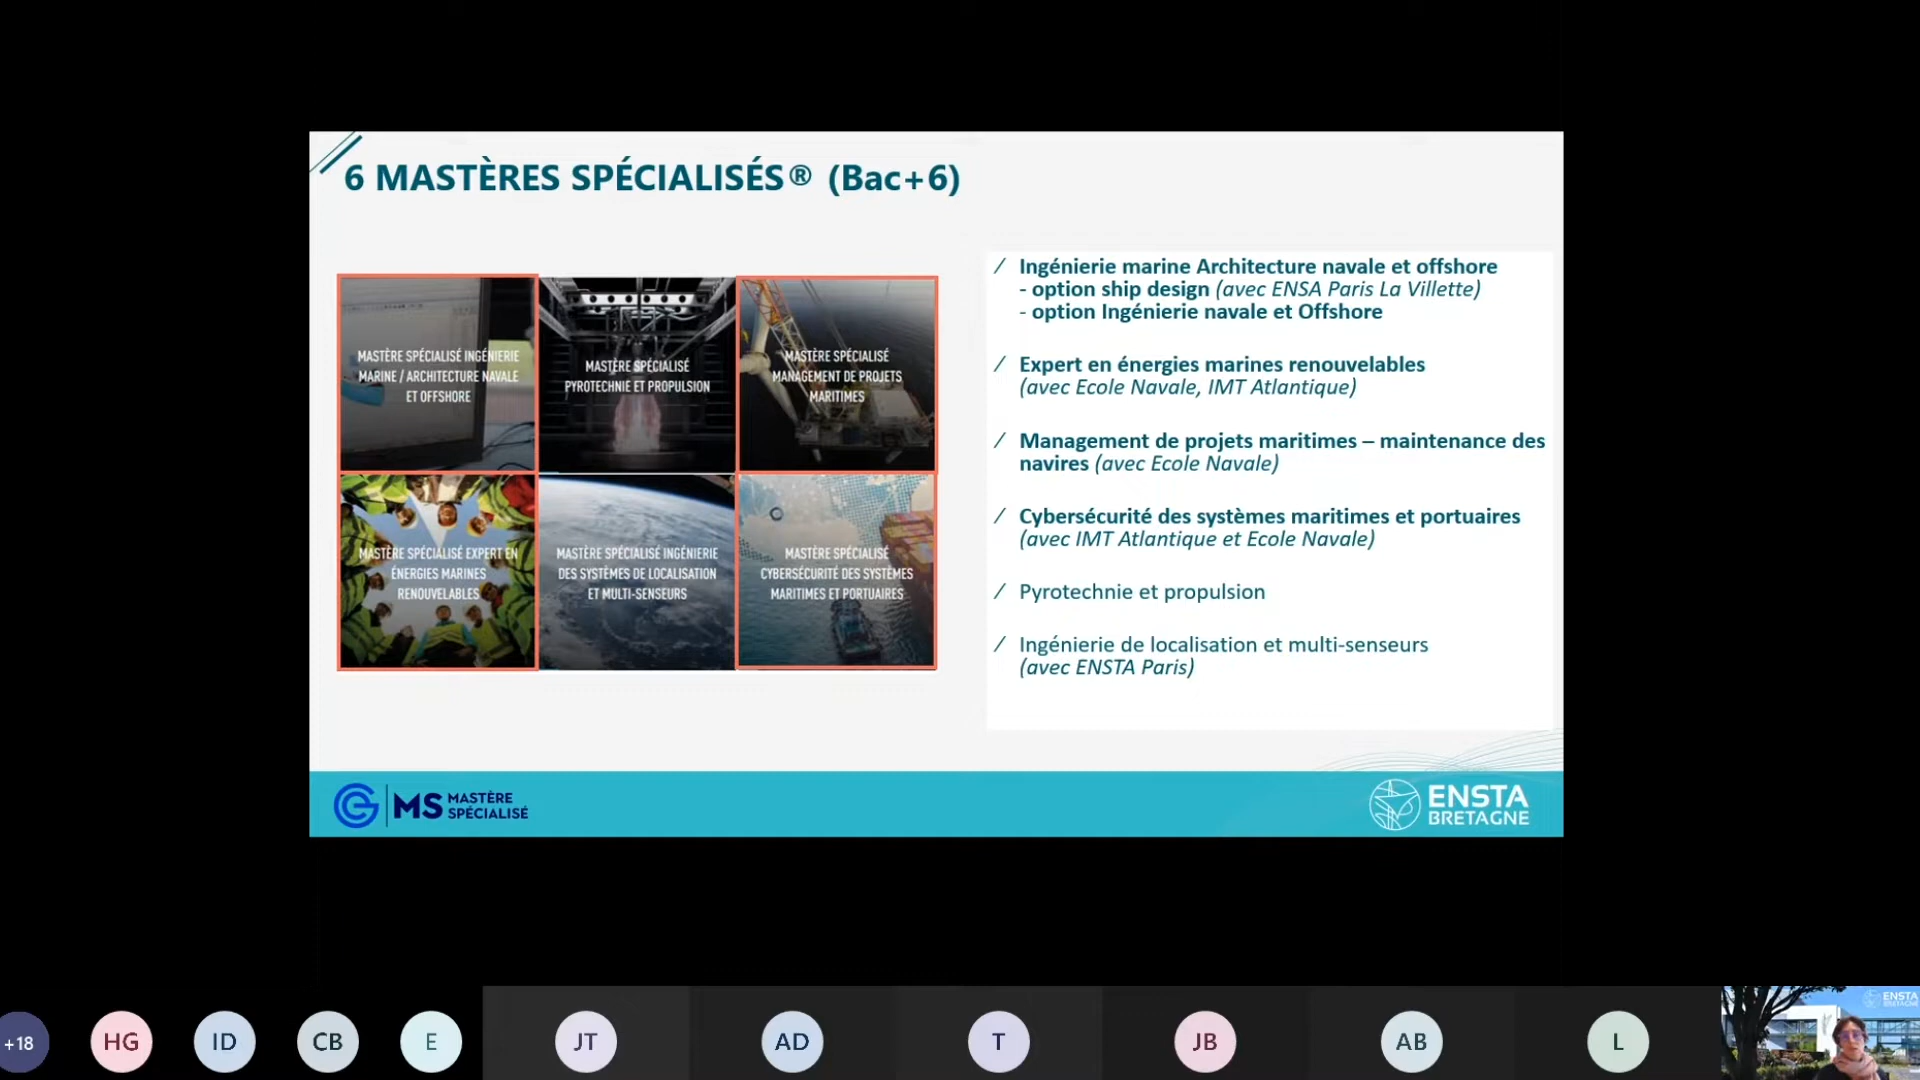 6 MASTÈRES SPÉCIALISÉS® (Bac+6)
MASTÈRE SPÉCIALISÉ INGÉNIERIE
MARINE / ARCHITECTURE NAVALE
ET OFFSHORE
MASTÈRE SPÉCIALISÉ
PYROTECHNIE ET PROPULSION
MASTÈRE SPÉCIALISÉ
MANAGEMENT DE PROJETS
MARITIMES
MASTÈRE SPÉCIALISÉ EXPERT EN
ÉNERGIES MARINES
RENOUVELABLES
MASTÈRE SPÉCIALISÉ INGÉNIERIE
DES SYSTÈMES DE LOCALISATION
ET MULTI-SENSEURS
MASTÈRE SPÉCIALISÉ
CYBERSÉCURITÉ DES SYSTÈMES
MARITIMES ET PORTUAIRES
/ Ingénierie marine Architecture navale et offshore
- option ship design (avec ENSA Paris La Villette)
- option Ingénierie navale et Offshore
/ Expert en énergies marines renouvelables
(avec Ecole Navale, IMT Atlantique)
/ Management de projets maritimes – maintenance des
navires (avec Ecole Navale)
/ Cybersécurité des systèmes maritimes et portuaires
(avec IMT Atlantique et Ecole Navale)
/ Pyrotechnie et propulsion
/ Ingénierie de localisation et multi-senseurs
(avec ENSTA Paris)
MS MASTÈRE
SPÉCIALISÉ
ENSTA
BRETAGNE
+18
HG
ID
CB
E
JT
AD
T
JB
AB
L
ENSTA
BRETAGNE